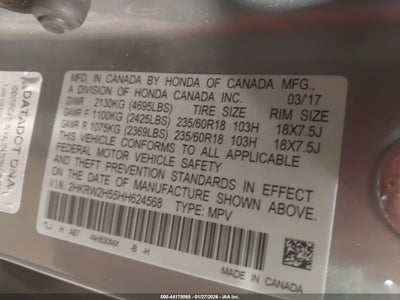 MFD. IN CANADA BY HONDA OF CANADA MFG.,
A DIVISION OF HONDA CANADA INC. 03/'17
GVWR 2130KG (4695LBS) TIRE SIZE RIM SIZE
GAWR F 1100KG (2425LBS) 235/60R18 103H 18X7.5J
GAWR R 1075KG (2369LBS) 235/60R18 103H 18X7.5J
THIS VEHICLE CONFORMS TO ALL APPLICABLE
FEDERAL MOTOR VEHICLE SAFETY, BUMPER,
AND THEFT PREVENTION STANDARDS IN EFFECT
ON THE DATE OF MANUFACTURE SHOWN ABOVE.
V.I.N.: 2HKRW2H55HH624568 TYPE: MPV
MADE IN CANADA
000-44175065 - 01/27/2026 - IAA Inc.